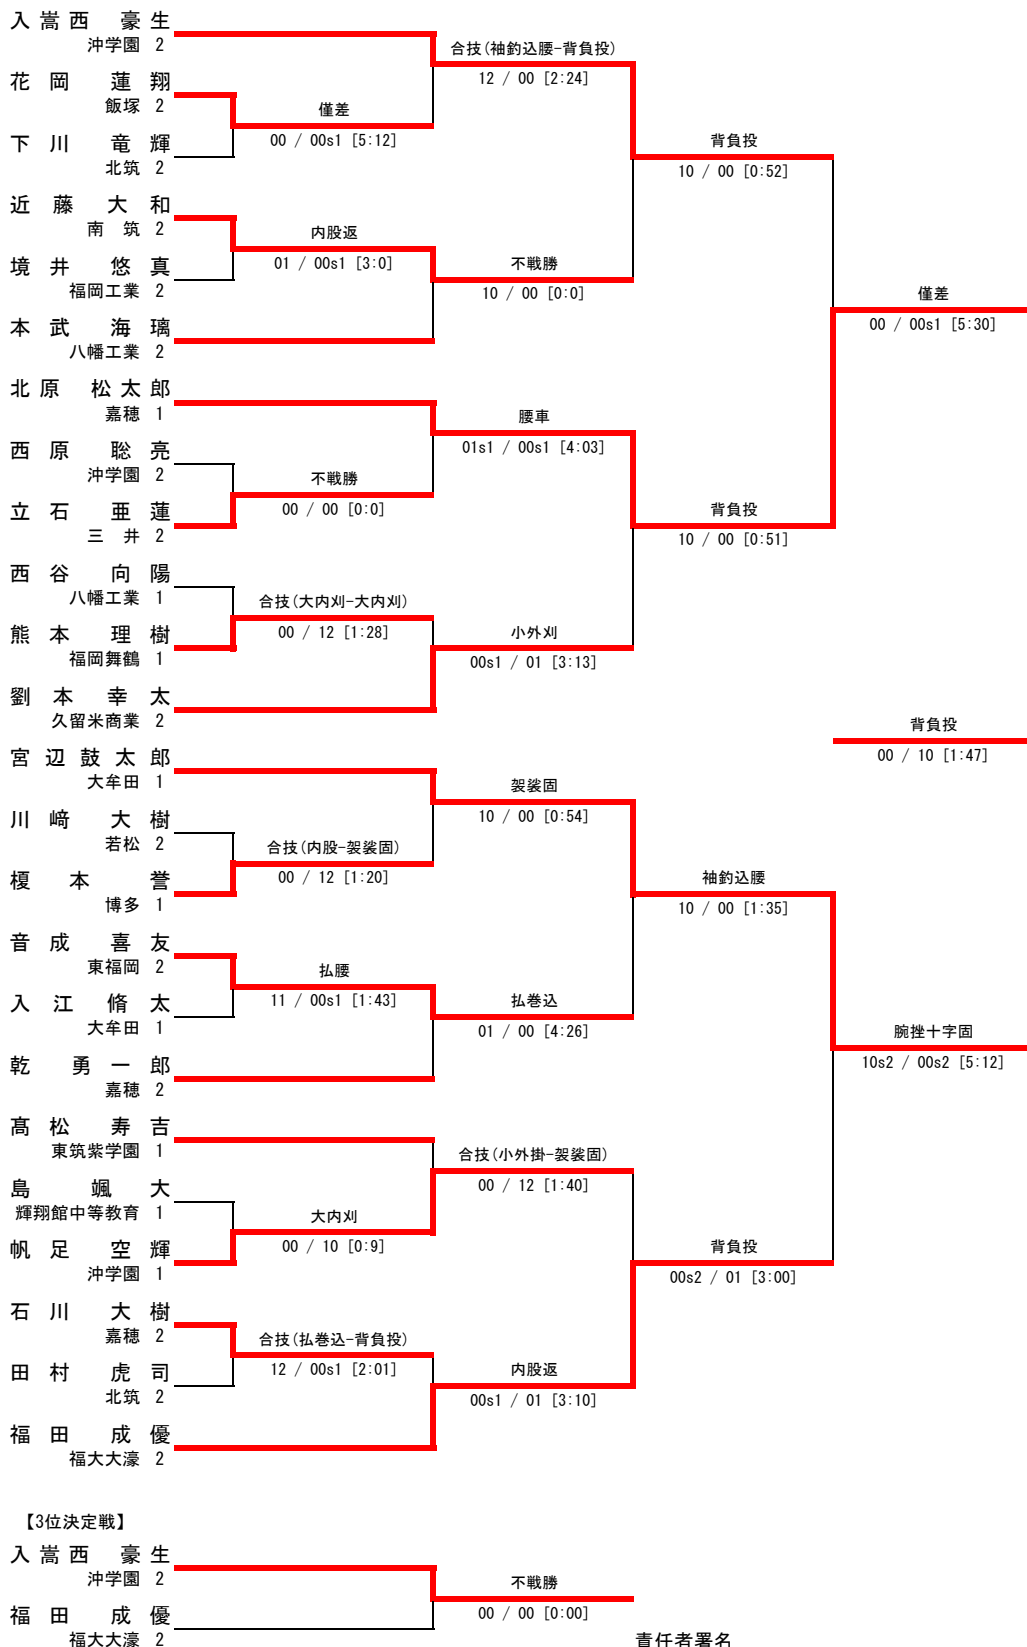 入嵩西 豪生
沖学園 2
合技(袖釣込腰-背負投)
12 / 00 [2:24]
花岡 蓮翔
飯塚 2
僅差
00 / 00s1 [5:12]
下川 竜輝
北筑 2
背負投
10 / 00 [0:52]
近藤 大和
南 筑 2
内股返
01 / 00s1 [3:0]
境井 悠真
福岡工業 2
不戦勝
10 / 00 [0:0]
僅差
00 / 00s1 [5:30]
本武 海璃
八幡工業 2
北原 松太郎
嘉穂 1
腰車
01s1 / 00s1 [4:03]
西原 聡亮
沖学園 2
不戦勝
00 / 00 [0:0]
立石 亜蓮
三 井 2
背負投
10 / 00 [0:51]
西谷 向陽
八幡工業 1
合技(大内刈-大内刈)
00 / 12 [1:28]
熊本 理樹
福岡舞鶴 1
小外刈
00s1 / 01 [3:13]
劉本 幸太
久留米商業 2
背負投
00 / 10 [1:47]
宮辺 鼓太郎
大牟田 1
袈裟固
10 / 00 [0:54]
川﨑 大樹
若松 2
合技(内股-袈裟固)
00 / 12 [1:20]
榎本 誉
博多 1
袖釣込腰
10 / 00 [1:35]
音成 喜友
東福岡 2
払腰
11 / 00s1 [1:43]
入江 脩太
大牟田 1
払巻込
01 / 00 [4:26]
腕挫十字固
10s2 / 00s2 [5:12]
乾 勇一郎
嘉穂 2
髙松 寿吉
東筑紫学園 1
合技(小外掛-袈裟固)
00 / 12 [1:40]
島 颯大
輝翔館中等教育 1
大内刈
00 / 10 [0:9]
帆足 空輝
沖学園 1
背負投
00s2 / 01 [3:00]
石川 大樹
嘉穂 2
合技(払巻込-背負投)
12 / 00s1 [2:01]
田村 虎司
北筑 2
内股返
00s1 / 01 [3:10]
福田 成優
福大大濠 2
【3位決定戦】
入嵩西 豪生
沖学園 2
不戦勝
00 / 00 [0:00]
福田 成優
福大大濠 2
責任者署名